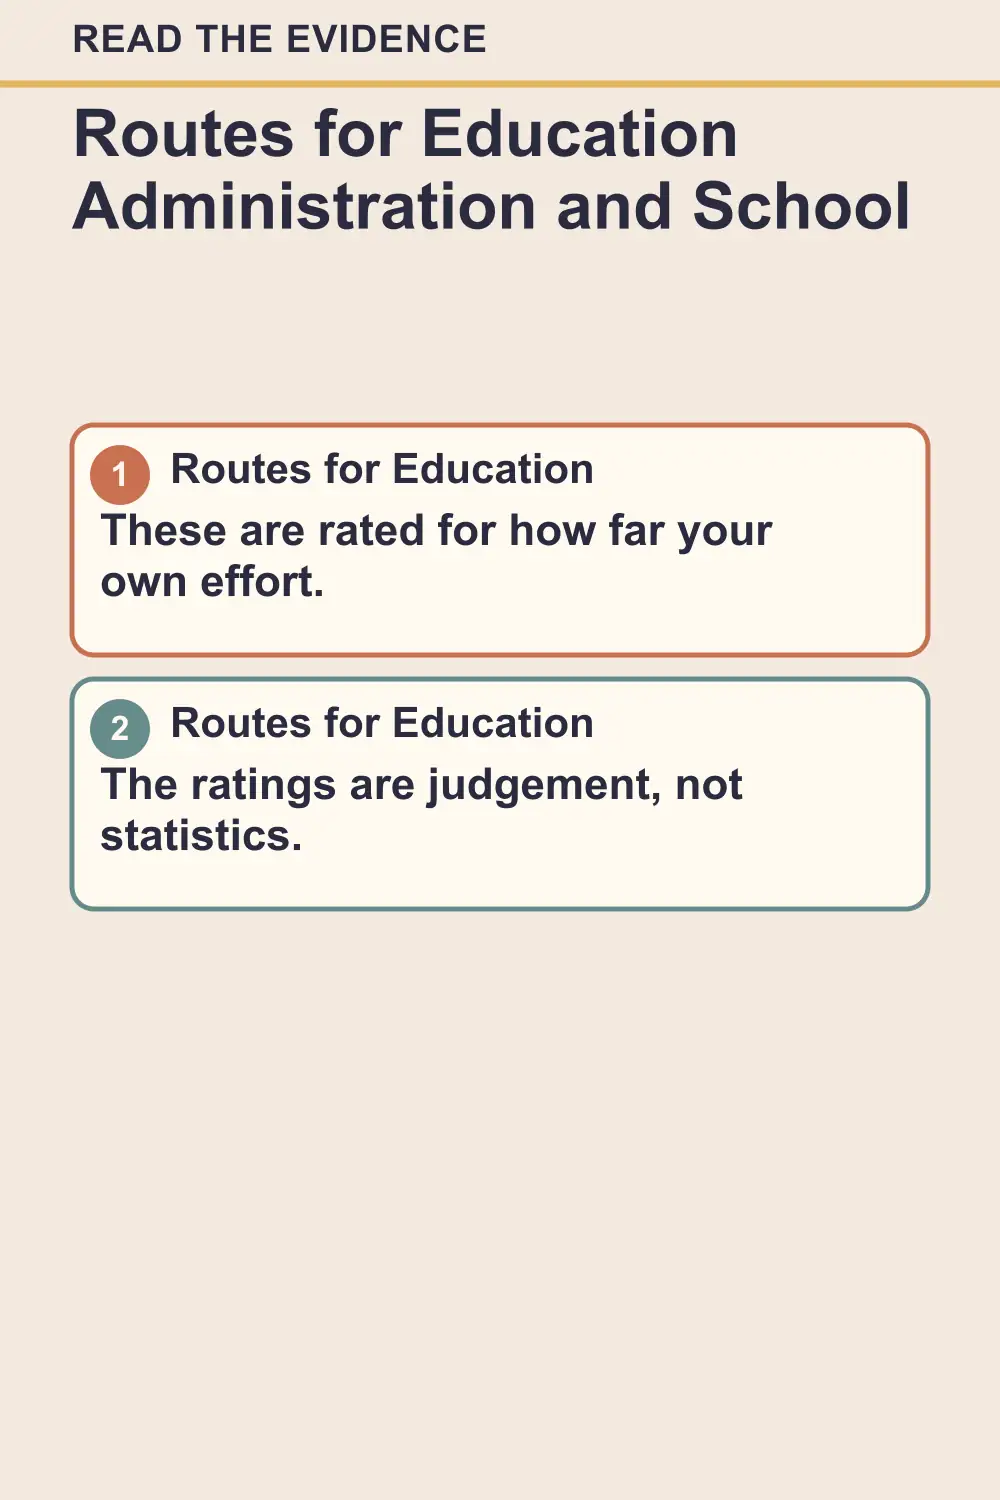 READ THE EVIDENCE
Routes for Education
Administration and School
1 Routes for Education
These are rated for how far your
own effort.
2 Routes for Education
The ratings are judgement, not
statistics.